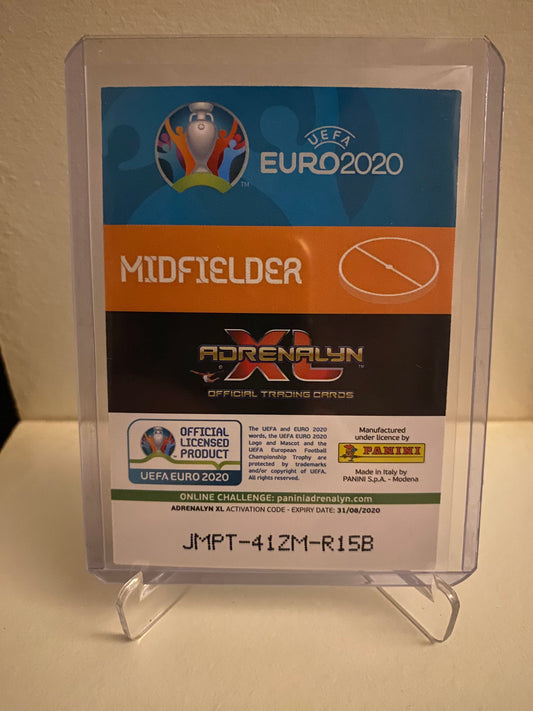 UEFA
EURO2020
TM
MIDFIELDER
ADRENALYN
XL
OFFICIAL TRADING CARDS
OFFICIAL
LICENSED
PRODUCT
UEFA EURO 2020
The UEFA and EURO 2020
words, the UEFA EURO 2020
Logo and Mascot and the
UEFA European Football
Championship Trophy are
protected by trademarks
and/or copyright of UEFA.
All rights reserved.
Manufactured
under licence by
PANINI
Made in Italy by
PANINI S.p.A. - Modena
ONLINE CHALLENGE: paniniadrenalyn.com
ADRENALYN XL ACTIVATION CODE - EXPIRY DATE: 31/08/2020
JMPT-41ZM-R15B